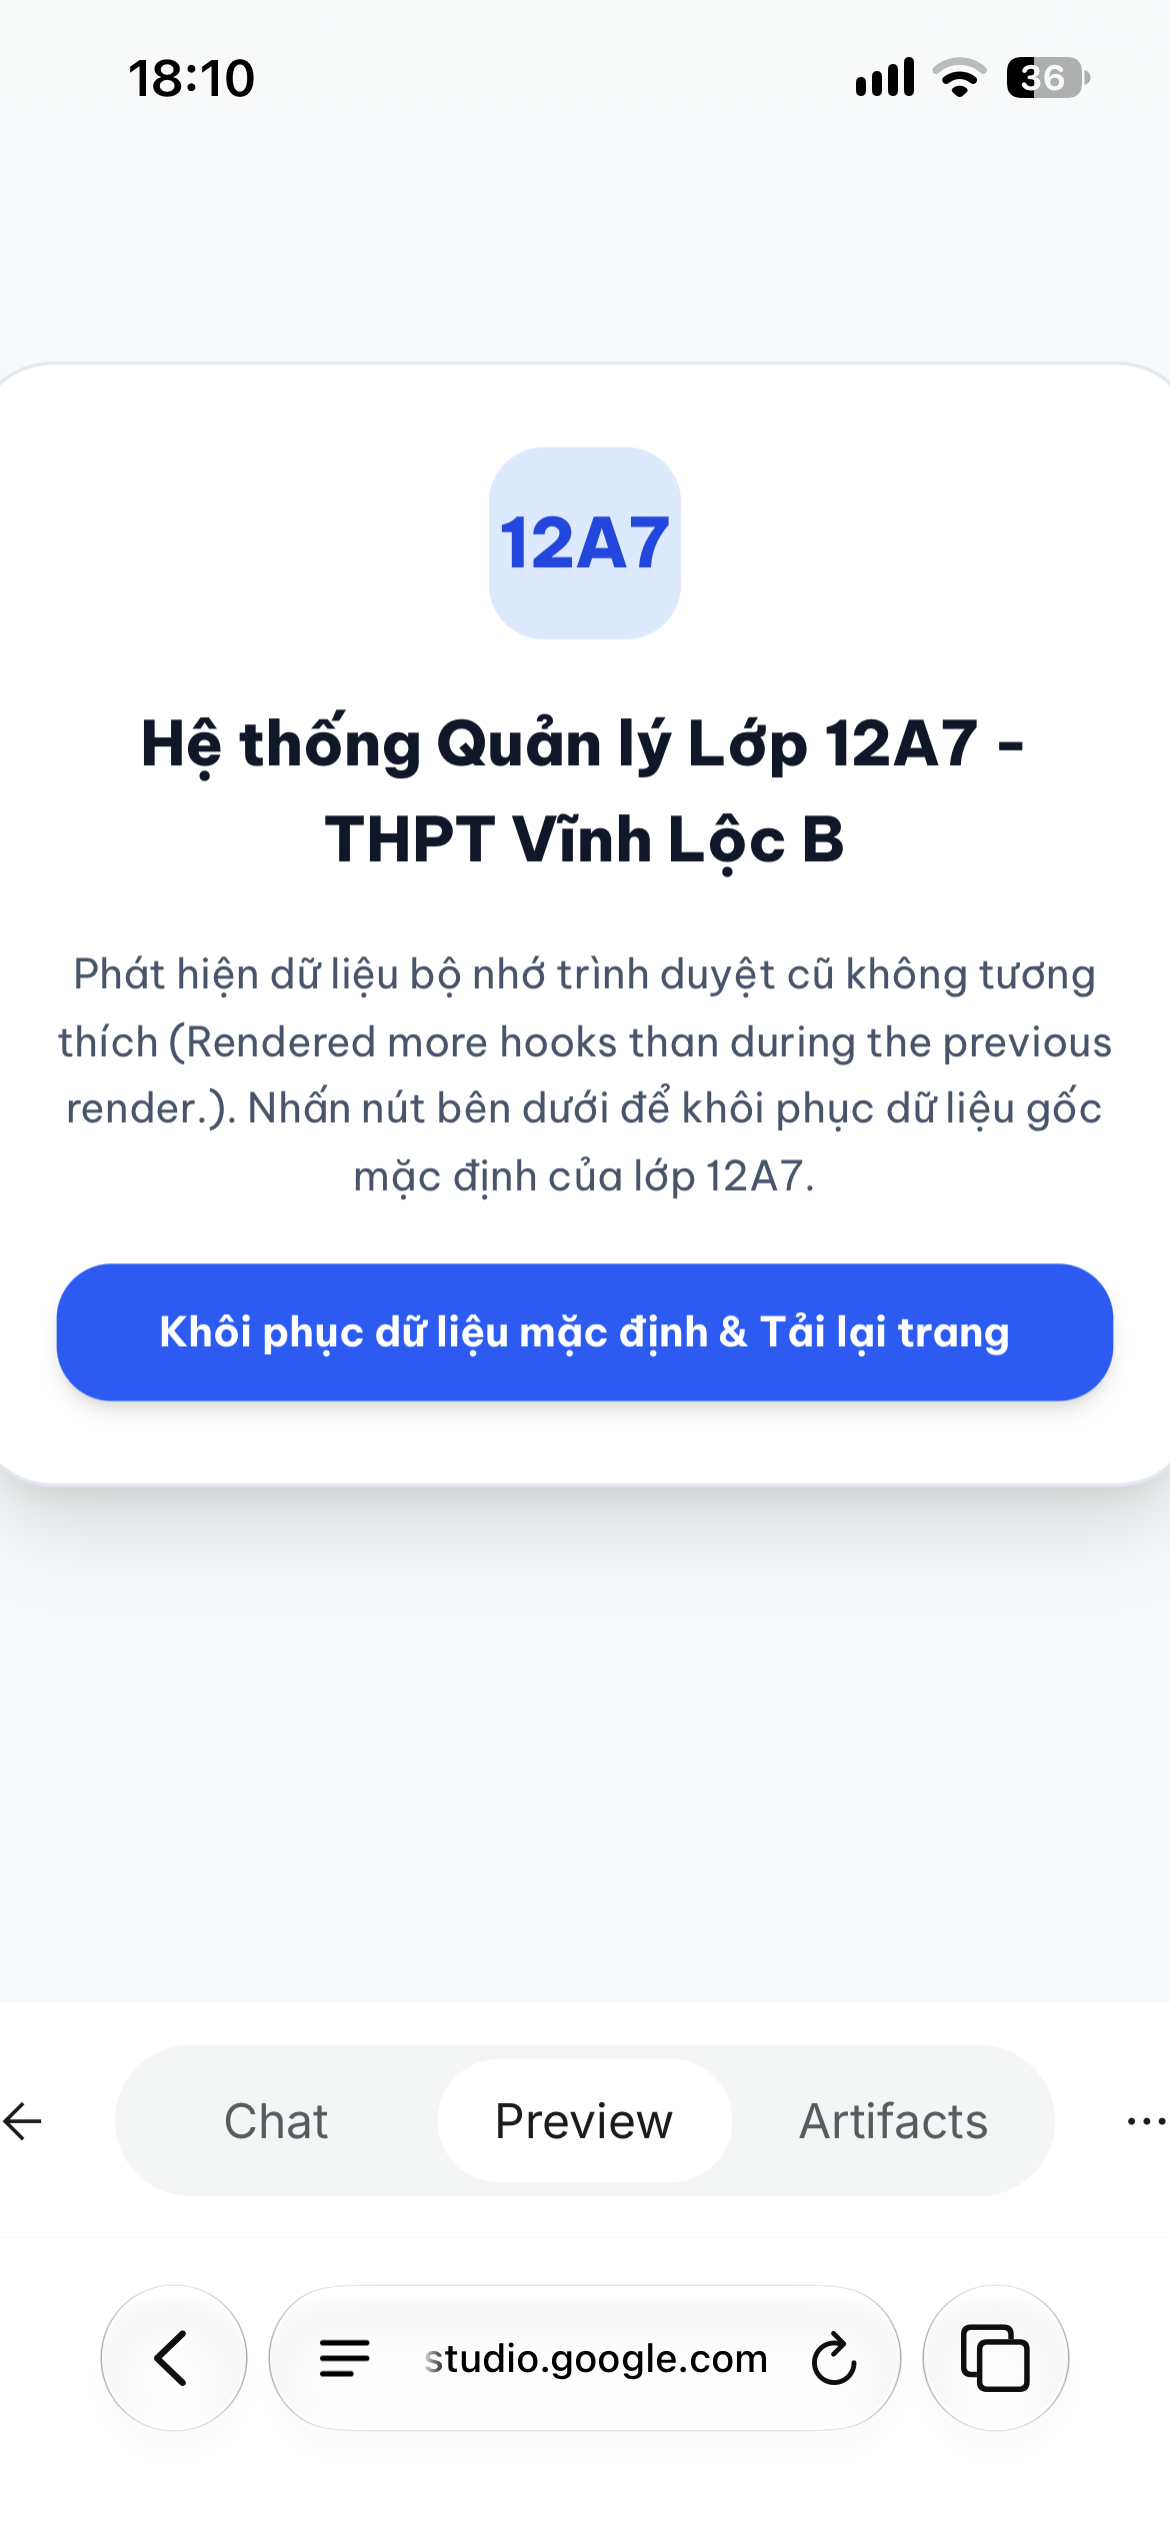 18:10
36
12A7
Hệ thống Quản lý Lớp 12A7 -
THPT Vĩnh Lộc B
Phát hiện dữ liệu bộ nhớ trình duyệt cũ không tương
thích (Rendered more hooks than during the previous
render.). Nhấn nút bên dưới để khôi phục dữ liệu gốc
mặc định của lớp 12A7.
Khôi phục dữ liệu mặc định & Tải lại trang
Chat Preview Artifacts
studio.google.com